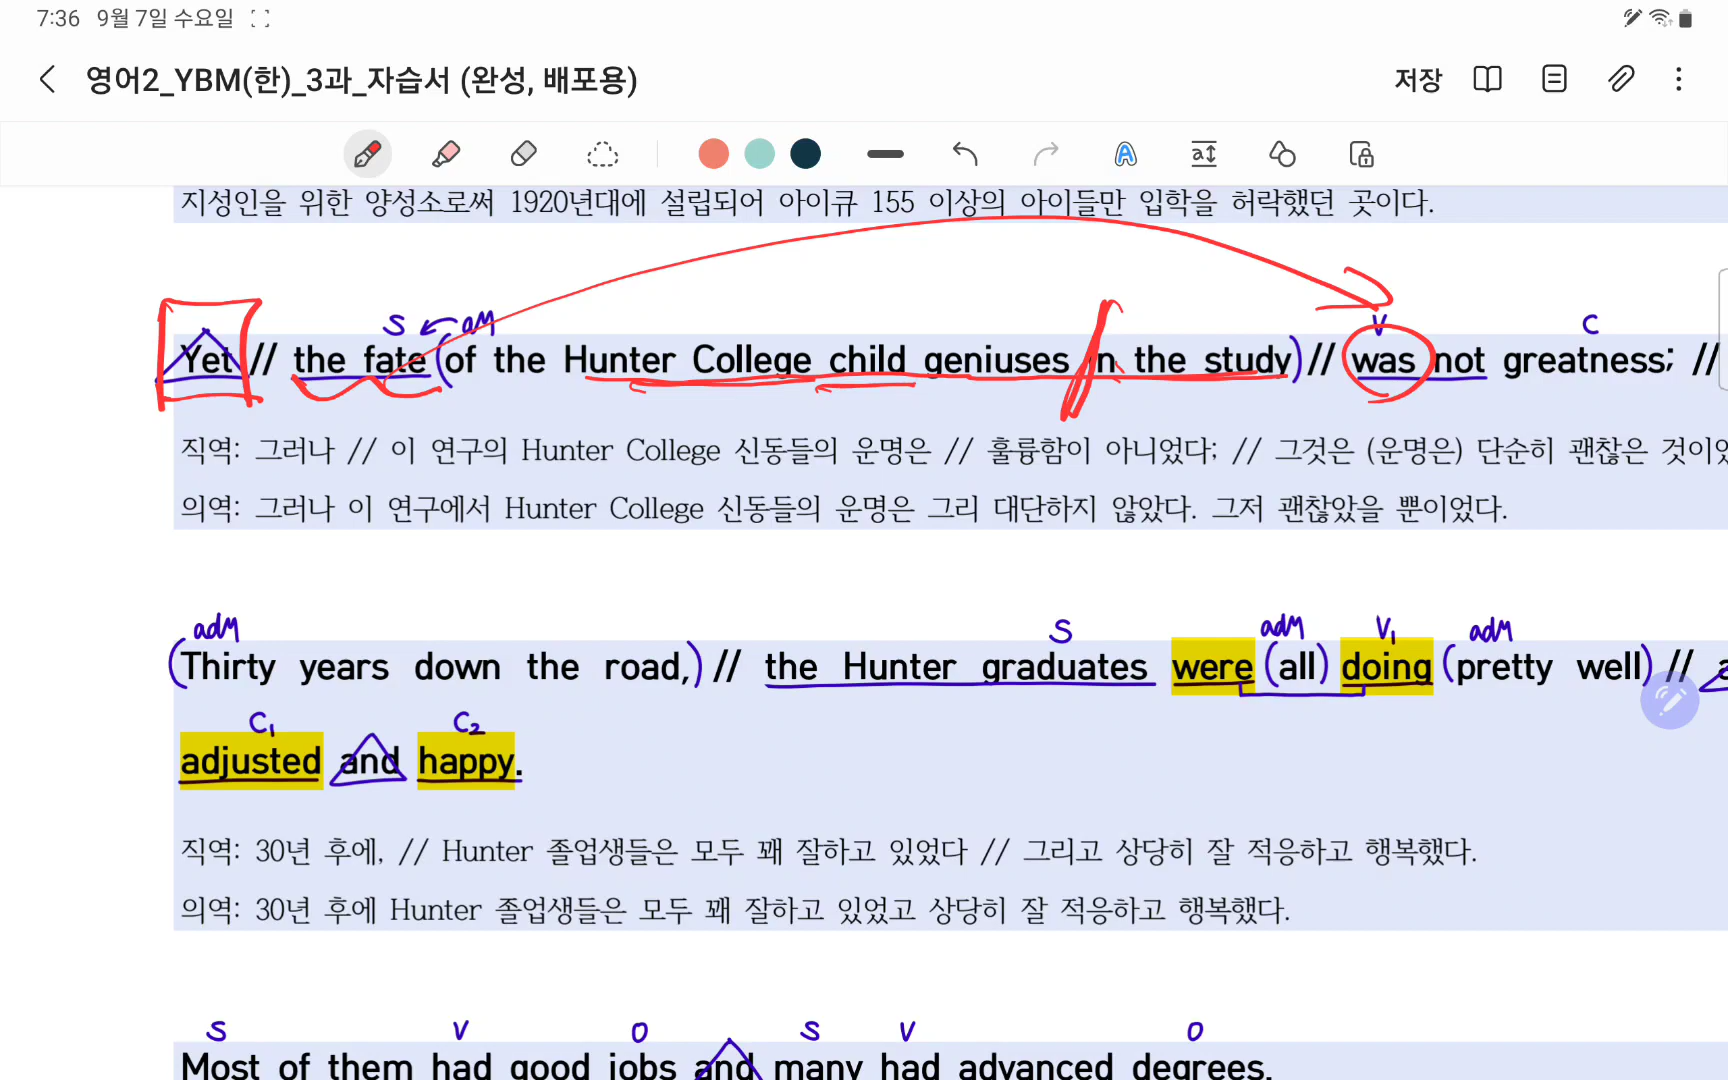 7:36 9월 7일 수요일
영어2_YBM(한)_3과_자습서 (완성, 배포용)
저장
지성인을 위한 양성소로써 1920년대에 설립되어 아이큐 155 이상의 아이들만 입학을 허락했던 곳이다.
S aM V C
Yet // the fate (of the Hunter College child geniuses in the study) // was not greatness; //
직역: 그러나 // 이 연구의 Hunter College 신동들의 운명은 // 훌륭함이 아니었다; // 그것은 (운명은) 단순히 괜찮은 것이었
의역: 그러나 이 연구에서 Hunter College 신동들의 운명은 그리 대단하지 않았다. 그저 괜찮았을 뿐이었다.
adM S adM V₁ adM
(Thirty years down the road,) // the Hunter graduates were (all) doing (pretty well) // a
C₁ C₂
adjusted and happy.
직역: 30년 후에, // Hunter 졸업생들은 모두 꽤 잘하고 있었다 // 그리고 상당히 잘 적응하고 행복했다.
의역: 30년 후에 Hunter 졸업생들은 모두 꽤 잘하고 있었고 상당히 잘 적응하고 행복했다.
S V O S V O
Most of them had good jobs and many had advanced degrees.